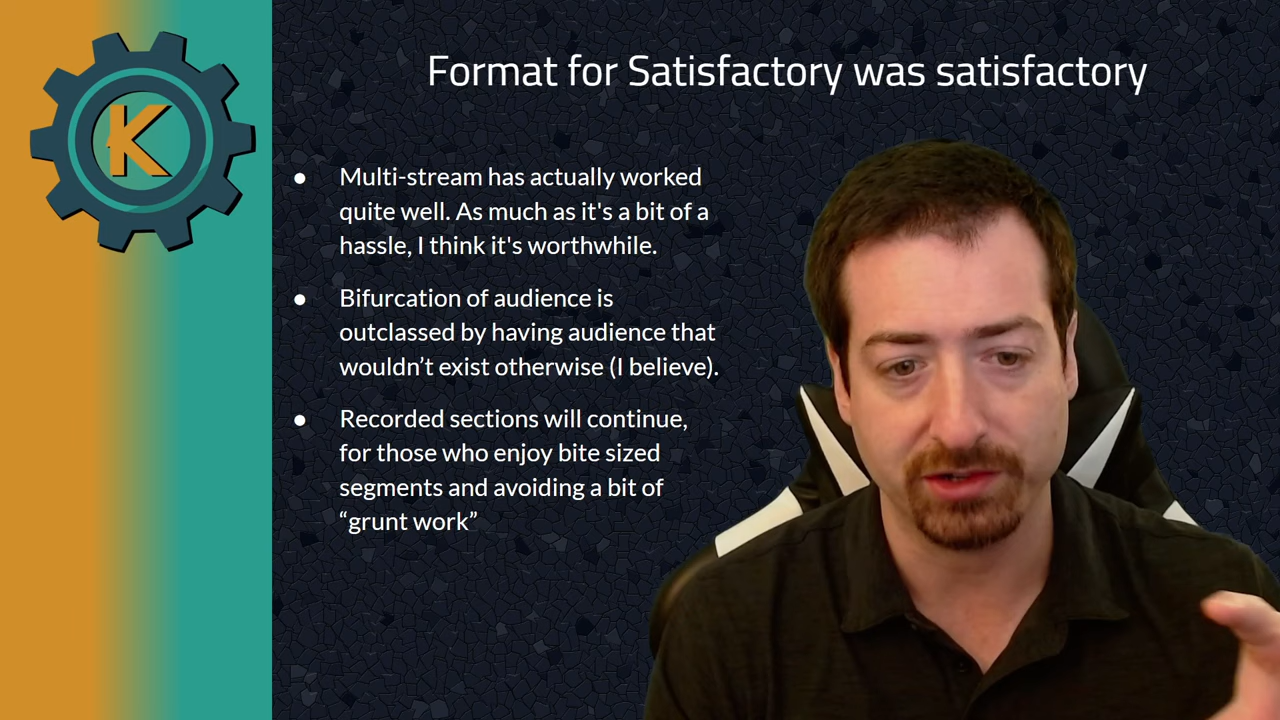 K
Format for Satisfactory was satisfactory
● Multi-stream has actually worked
quite well. As much as it's a bit of a
hassle, I think it's worthwhile.
● Bifurcation of audience is
outclassed by having audience that
wouldn’t exist otherwise (I believe).
● Recorded sections will continue,
for those who enjoy bite sized
segments and avoiding a bit of
“grunt work”